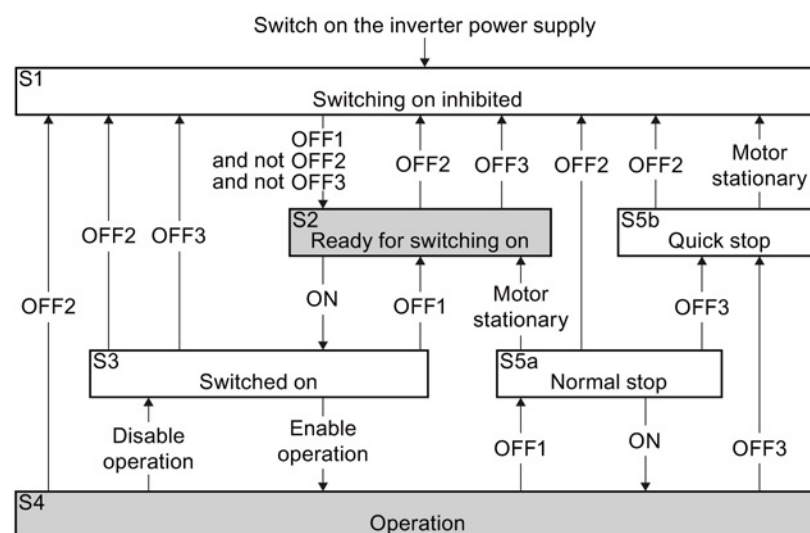 Switch on the inverter power supply
S1
Switching on inhibited
OFF1
and not OFF2
and not OFF3
OFF2
OFF3
OFF2
OFF2
Motor
stationary
S2
Ready for switching on
S5b
Quick stop
OFF2
OFF3
OFF2
ON
OFF1
Motor
stationary
OFF3
S3
Switched on
S5a
Normal stop
Disable
operation
Enable
operation
OFF1
ON
OFF3
S4
Operation